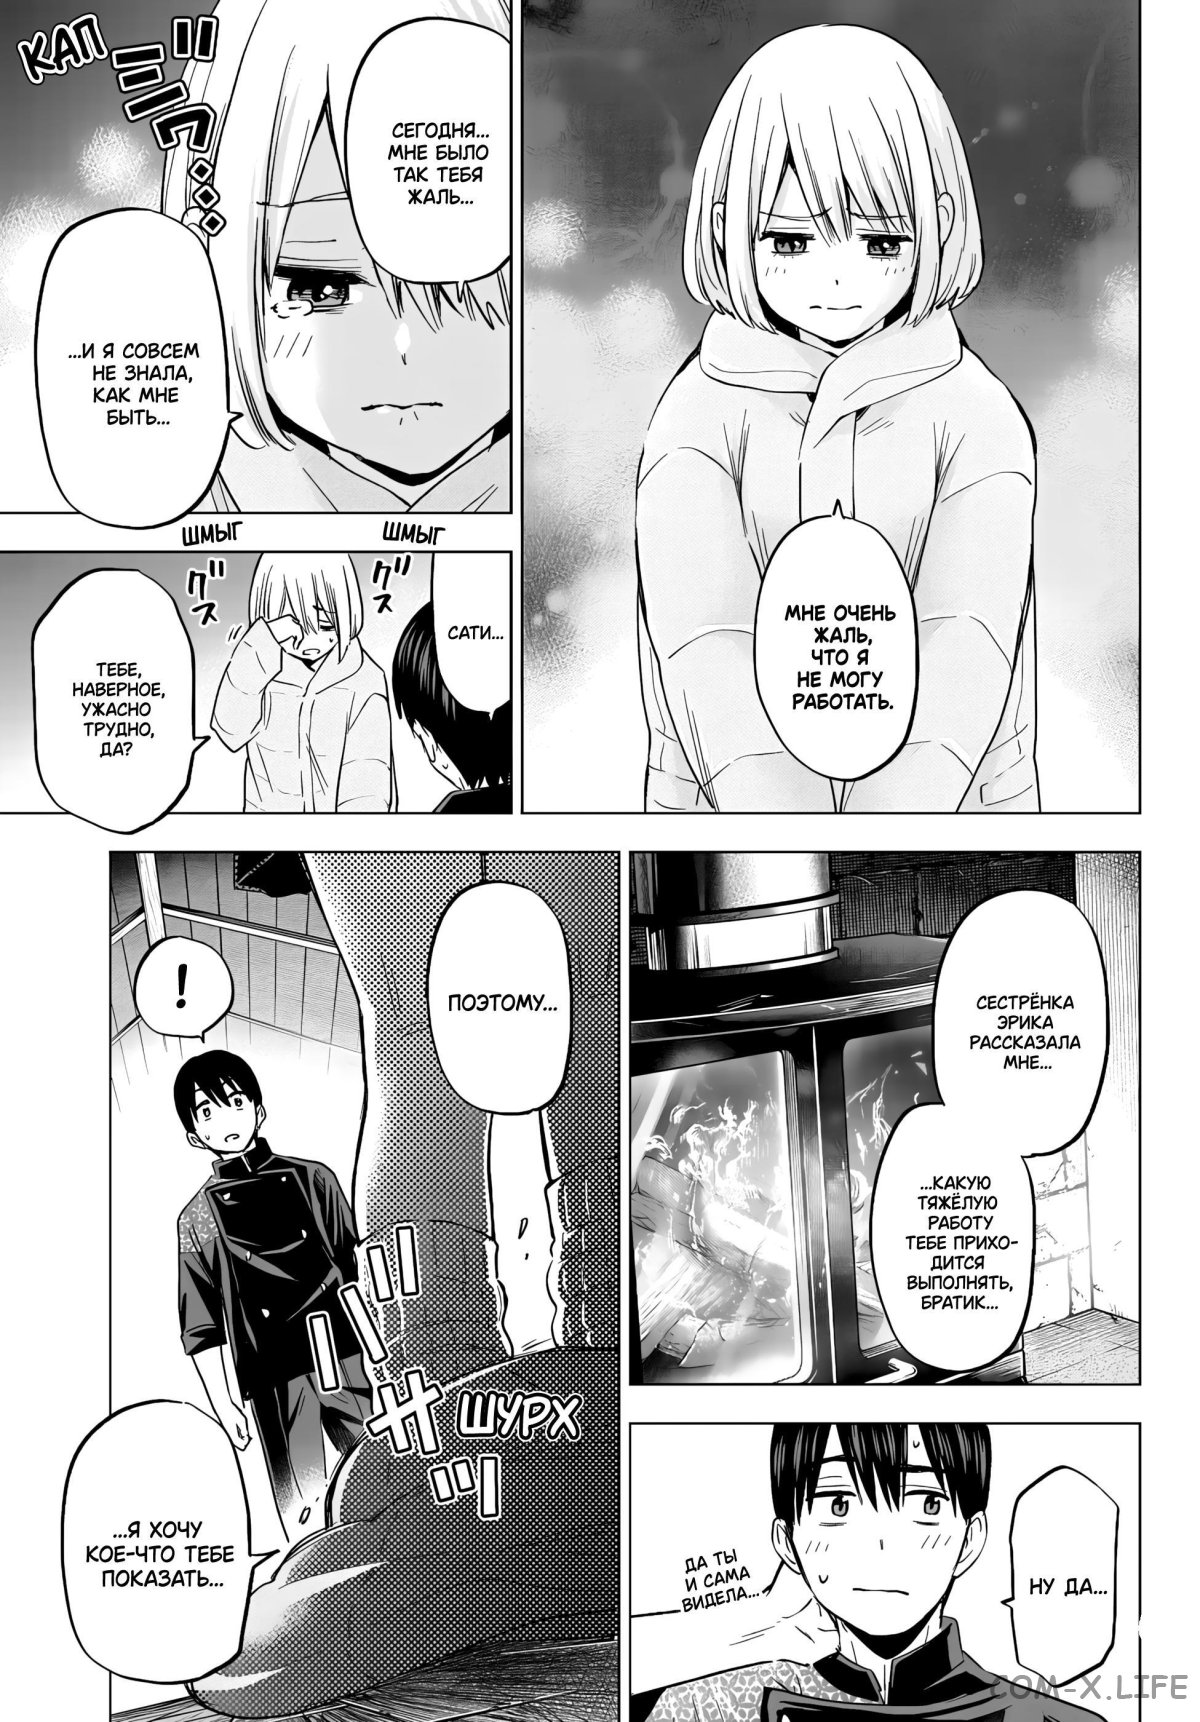 МНЕ ОЧЕНЬ
ЖАЛЬ,
ЧТО Я
НЕ МОГУ
РАБОТАТЬ.
СЕГОДНЯ...
МНЕ БЫЛО
ТАК ТЕБЯ
ЖАЛЬ...
КАП
ジワ...
...И Я СОВСЕМ
НЕ ЗНАЛА,
КАК МНЕ
БЫТЬ...
САТИ...
ШМЫГ
グス
ШМЫГ
グス
ТЕБЕ,
НАВЕРНОЕ,
УЖАСНО
ТРУДНО,
ДА?
СЕСТРЁНКА
ЭРИКА
РАССКАЗАЛА
МНЕ...
...КАКУЮ
ТЯЖЁЛУЮ
РАБОТУ
ТЕБЕ ПРИХО-
ДИТСЯ
ВЫПОЛНЯТЬ,
БРАТИК...
НУ ДА...
ДА ТЫ
И САМА
ВИДЕЛА...
ПОЭТОМУ...
!
ШУРХ
...Я ХОЧУ
КОЕ-ЧТО ТЕБЕ
ПОКАЗАТЬ...
COM-X.LIFE